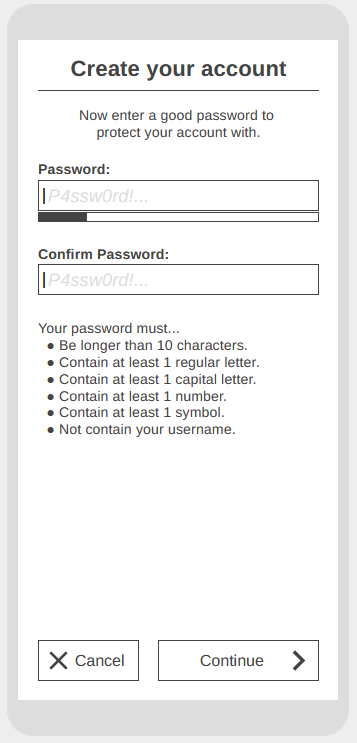 Create your account
Now enter a good password to
protect your account with.
Password:
P4ssw0rd!...
Confirm Password:
P4ssw0rd!...
Your password must...
● Be longer than 10 characters.
● Contain at least 1 regular letter.
● Contain at least 1 capital letter.
● Contain at least 1 number.
● Contain at least 1 symbol.
● Not contain your username.
Cancel
Continue